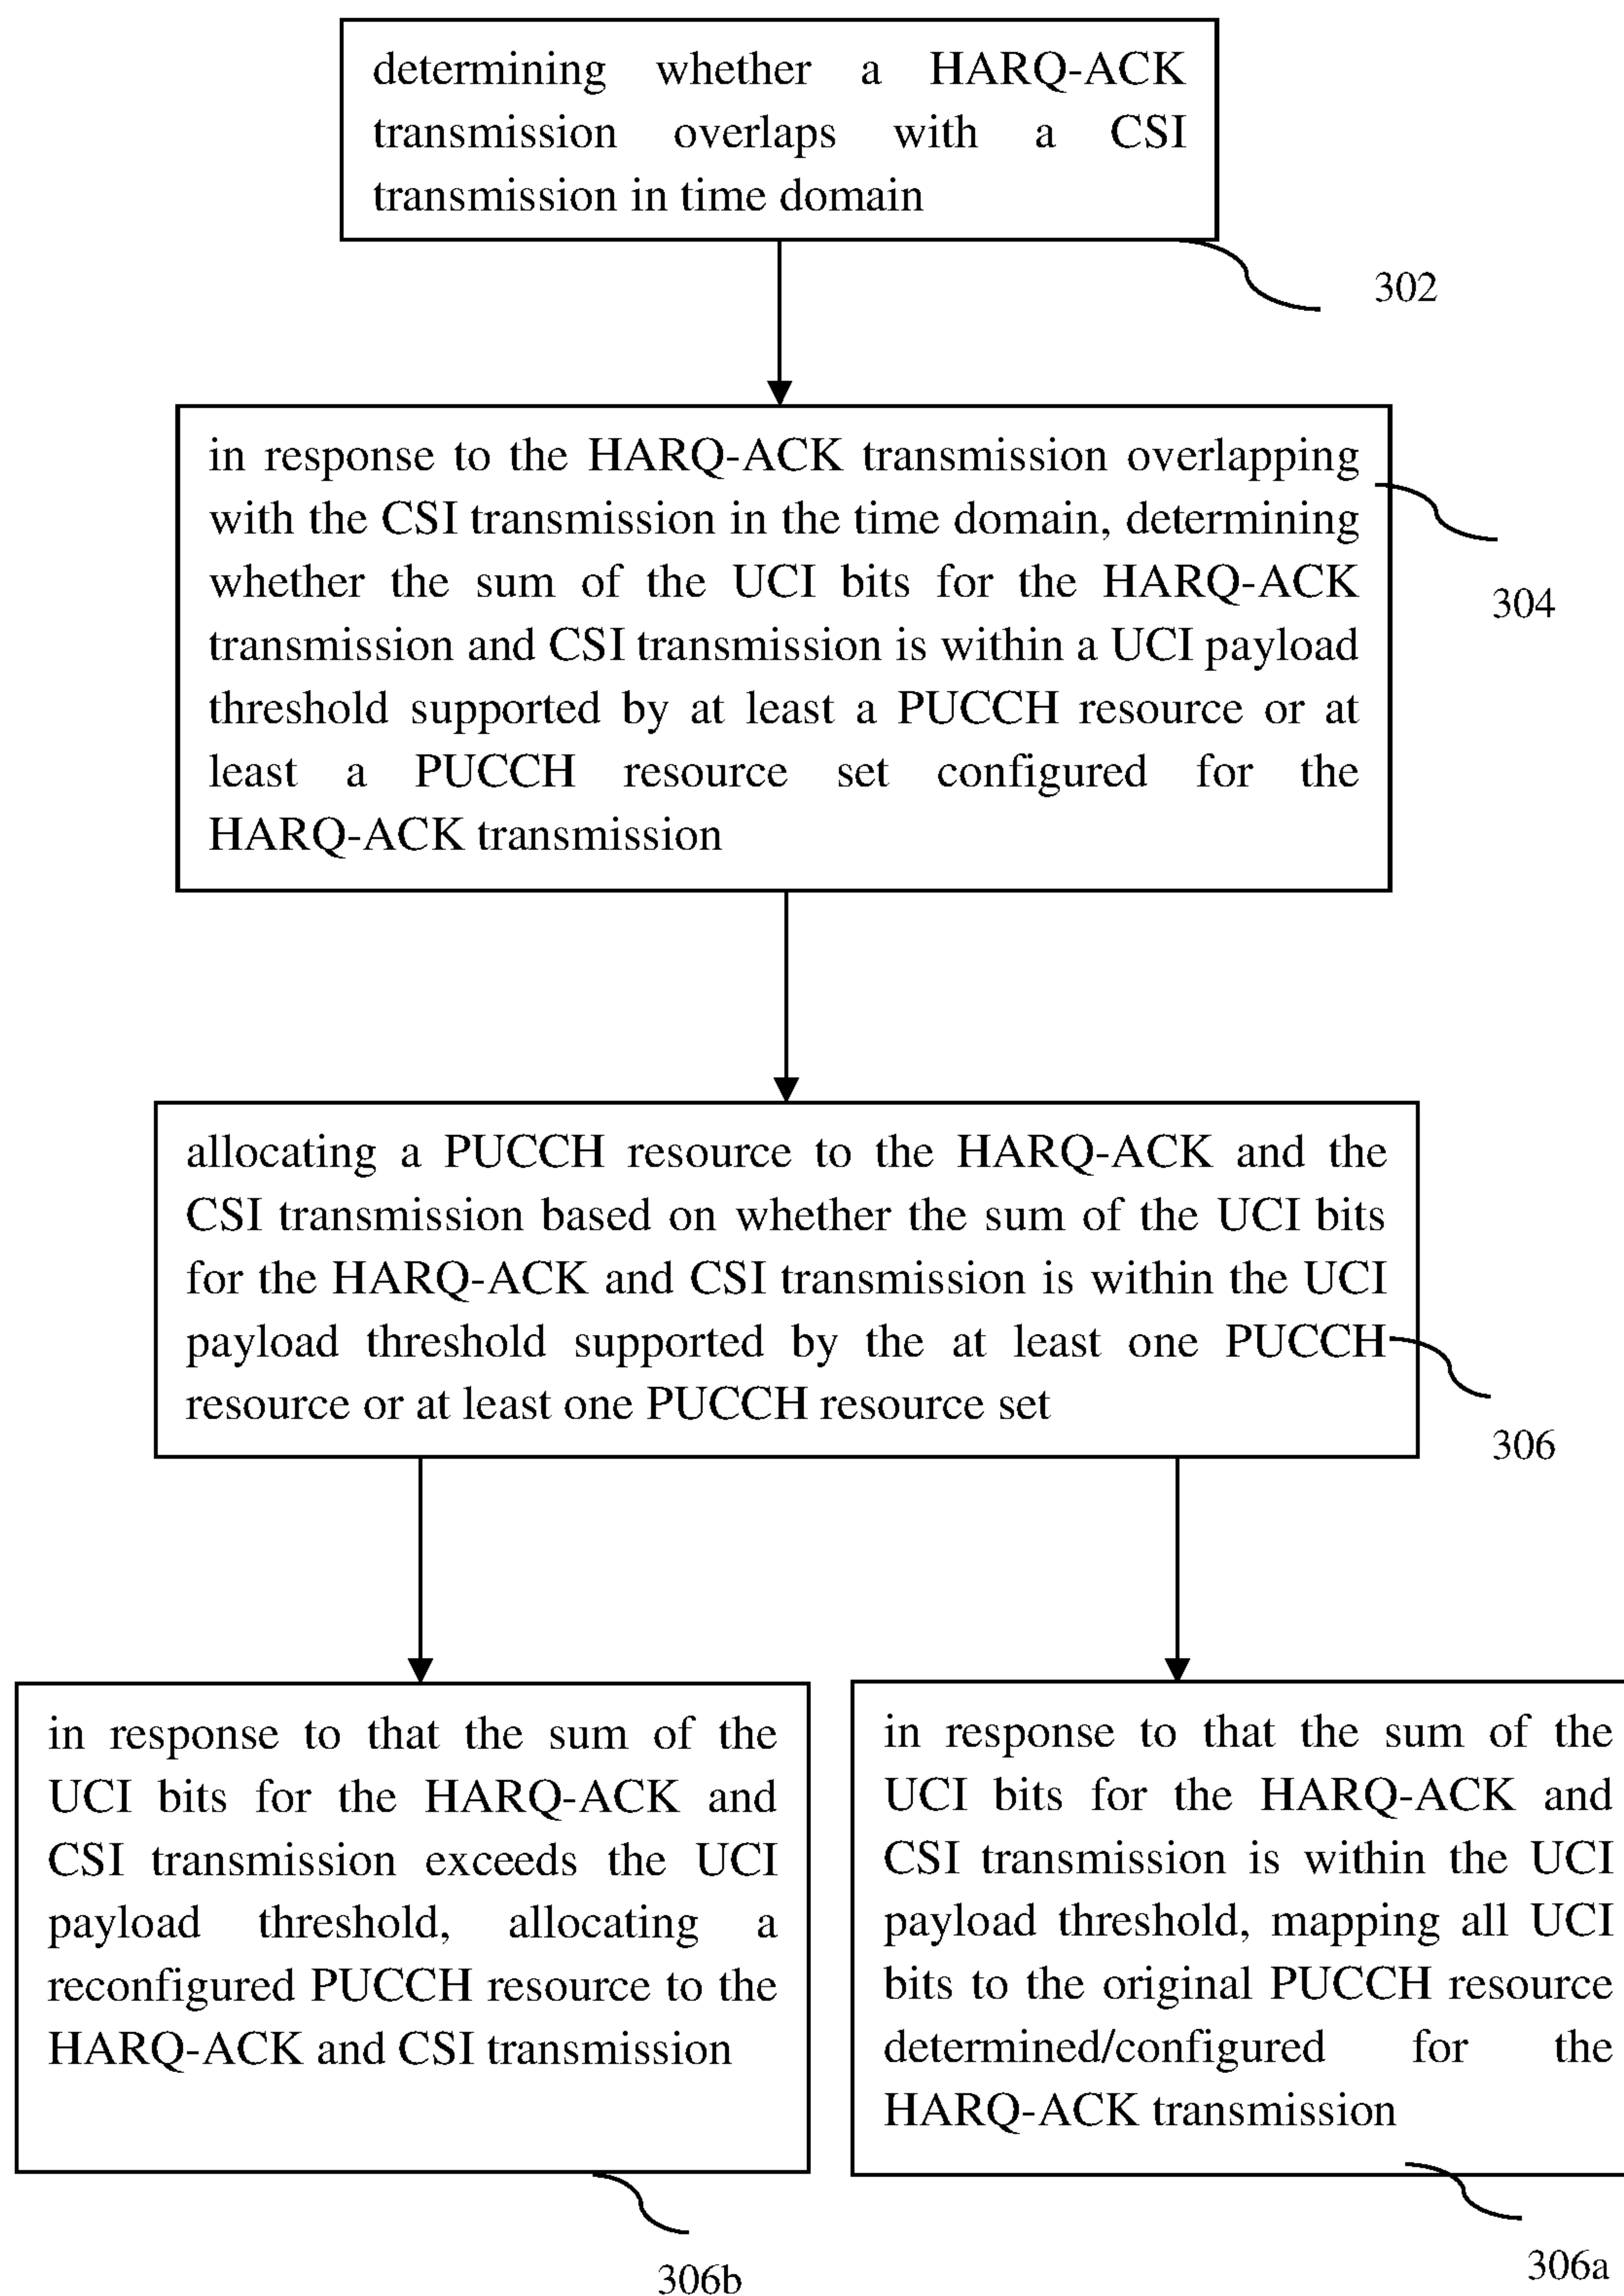 determining whether a HARQ-ACK
transmission overlaps with a CSI
transmission in time domain
302
in response to the HARQ-ACK transmission overlapping
with the CSI transmission in the time domain, determining
whether the sum of the UCI bits for the HARQ-ACK
transmission and CSI transmission is within a UCI payload
threshold supported by at least a PUCCH resource or at
least a PUCCH resource set configured for the
HARQ-ACK transmission
304
allocating a PUCCH resource to the HARQ-ACK and the
CSI transmission based on whether the sum of the UCI bits
for the HARQ-ACK and CSI transmission is within the UCI
payload threshold supported by the at least one PUCCH
resource or at least one PUCCH resource set
306
in response to that the sum of the
UCI bits for the HARQ-ACK and
CSI transmission exceeds the UCI
payload threshold, allocating a
reconfigured PUCCH resource to the
HARQ-ACK and CSI transmission
306b
in response to that the sum of the
UCI bits for the HARQ-ACK and
CSI transmission is within the UCI
payload threshold, mapping all UCI
bits to the original PUCCH resource
determined/configured for the
HARQ-ACK transmission
306a